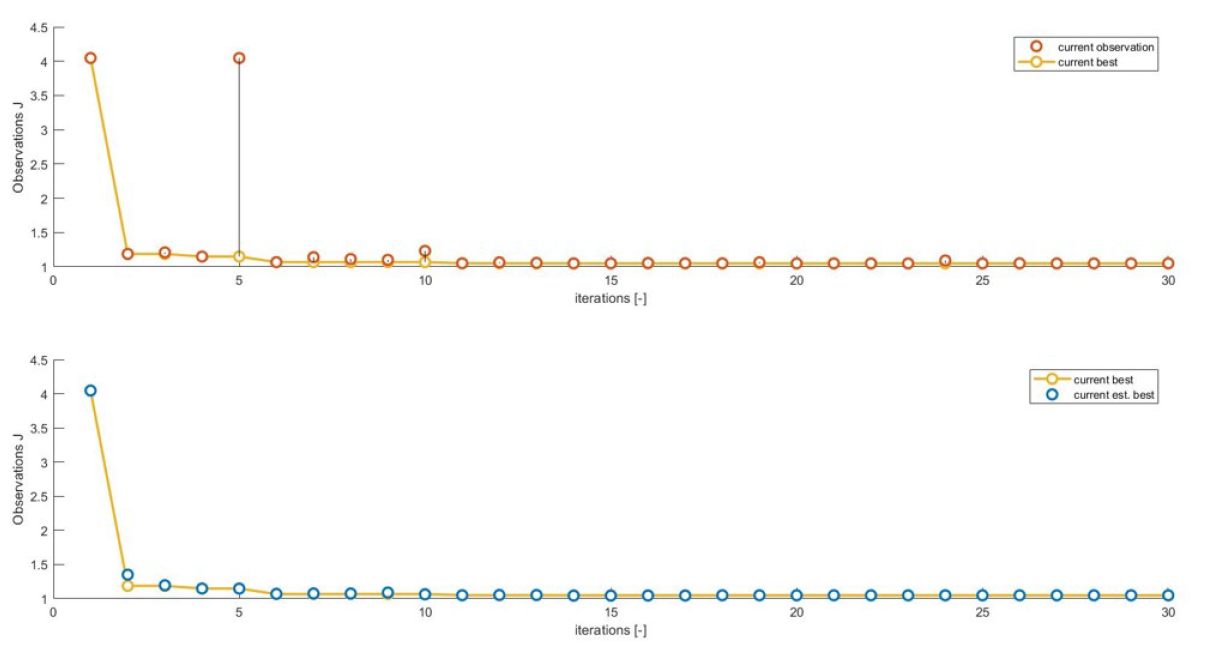 4.5
4
3.5
3
2.5
2
1.5
1
Observations J
0 5 10 15 20 25 30
iterations [-]
current observation
current best
4.5
4
3.5
3
2.5
2
1.5
1
Observations J
0 5 10 15 20 25 30
iterations [-]
current best
current est. best